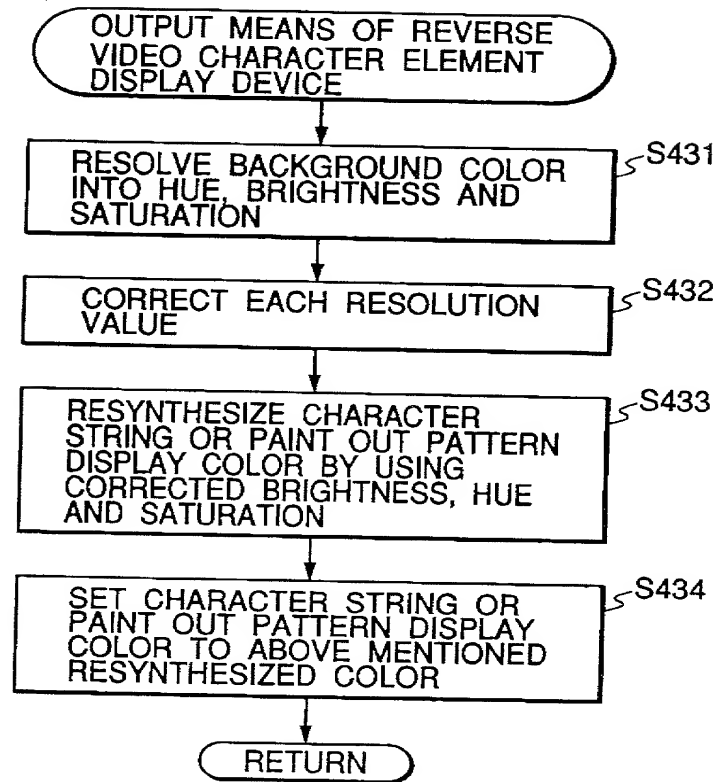 OUTPUT MEANS OF REVERSE
VIDEO CHARACTER ELEMENT
DISPLAY DEVICE
S431
RESOLVE BACKGROUND COLOR
INTO HUE, BRIGHTNESS AND
SATURATION
S432
CORRECT EACH RESOLUTION
VALUE
S433
RESYNTHESIZE CHARACTER
STRING OR PAINT OUT PATTERN
DISPLAY COLOR BY USING
CORRECTED BRIGHTNESS, HUE
AND SATURATION
S434
SET CHARACTER STRING OR
PAINT OUT PATTERN DISPLAY
COLOR TO ABOVE MENTIONED
RESYNTHESIZED COLOR
RETURN